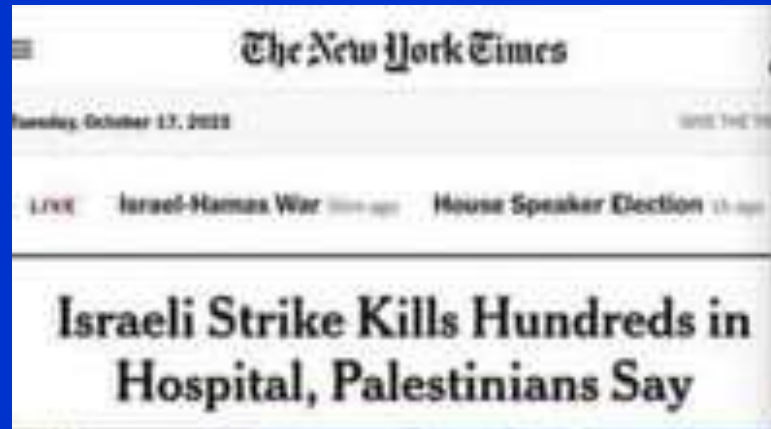 The New York Times
Tuesday, October 17, 2023
LIVE Israel-Hamas War House Speaker Election
Israeli Strike Kills Hundreds in
Hospital, Palestinians Say